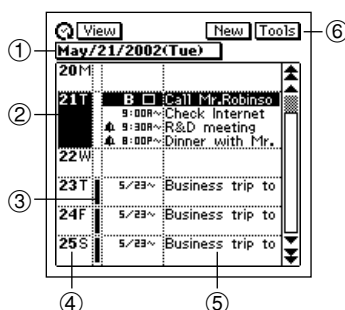 View New Tools ⑥
① May/21/2002(Tue)
20M
② 21T B Call Mr.Robinso
9:00A~ Check Internet
9:30A~ R&D meeting
8:00P~ Dinner with Mr.
22W
③ 23T 5/23~ Business trip to
24F 5/23~ Business trip to
25S 5/23~ Business trip to
④ ⑤